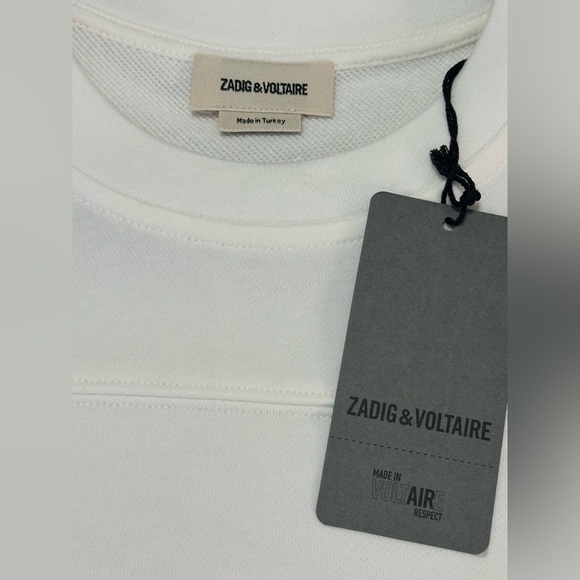 ZADIG & VOLTAIRE
Made in Turkey
ZADIG & VOLTAIRE
MADE IN
VOLTAIRE
RESPECT